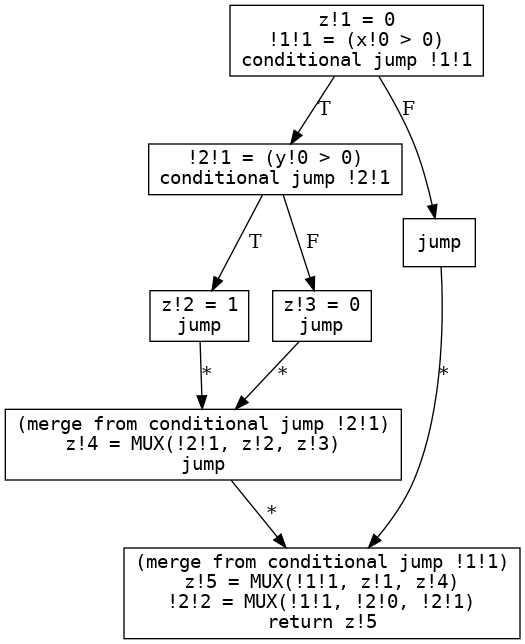 z!1 = 0
!1!1 = (x!0 > 0)
conditional jump !1!1
T
F
!2!1 = (y!0 > 0)
conditional jump !2!1
jump
T
F
z!2 = 1
jump
z!3 = 0
jump
*
*
*
(merge from conditional jump !2!1)
z!4 = MUX(!2!1, z!2, z!3)
jump
*
(merge from conditional jump !1!1)
z!5 = MUX(!1!1, z!1, z!4)
!2!2 = MUX(!1!1, !2!0, !2!1)
return z!5